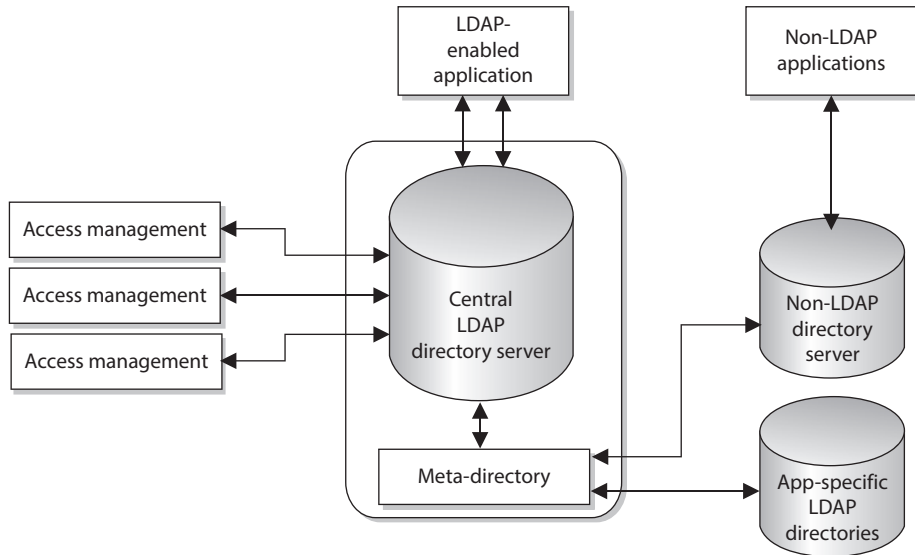 LDAP-
enabled
application
Non-LDAP
applications
Access management
Access management
Access management
Central
LDAP
directory server
Non-LDAP
directory
server
Meta-directory
App-specific
LDAP
directories